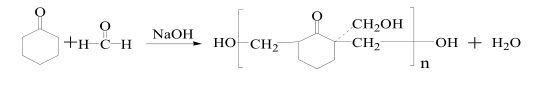 O O O CH2OH
+ H—C—H NaOH HO CH2 CH2 OH + H2O
n